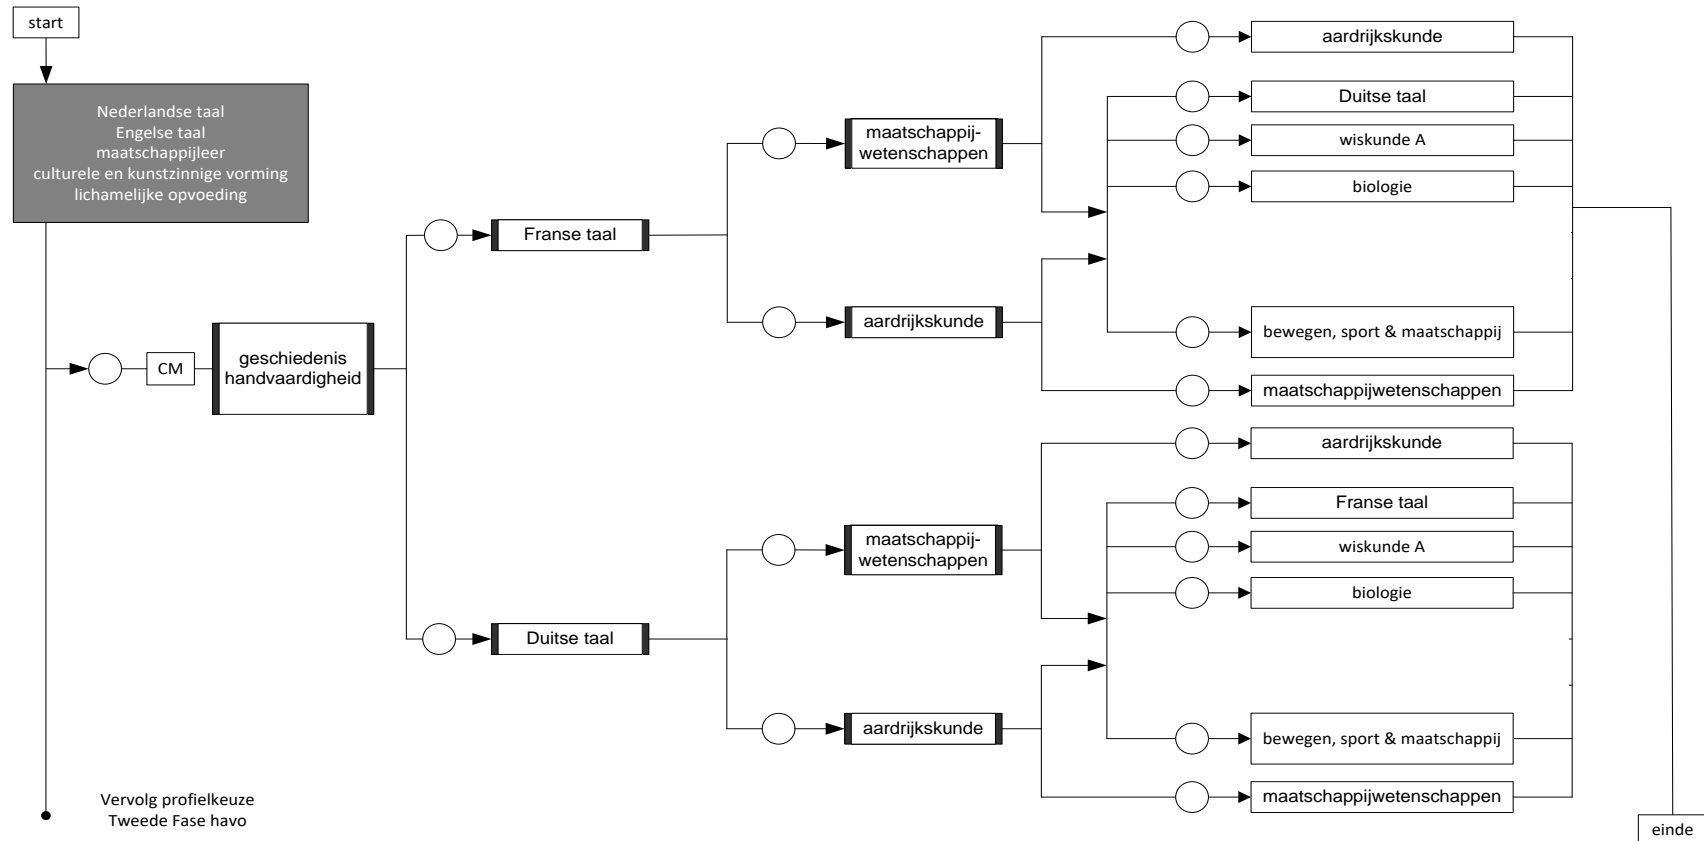 start
Nederlandse taal
Engelse taal
maatschappijleer
culturele en kunstzinnige vorming
lichamelijke opvoeding
CM
geschiedenis
handvaardigheid
Franse taal
maatschappij-
wetenschappen
aardrijkskunde
aardrijkskunde
Duitse taal
wiskunde A
biologie
bewegen, sport & maatschappij
maatschappijwetenschappen
Duitse taal
maatschappij-
wetenschappen
aardrijkskunde
aardrijkskunde
Franse taal
wiskunde A
biologie
bewegen, sport & maatschappij
maatschappijwetenschappen
Vervolg profielkeuze
Tweede Fase havo
einde